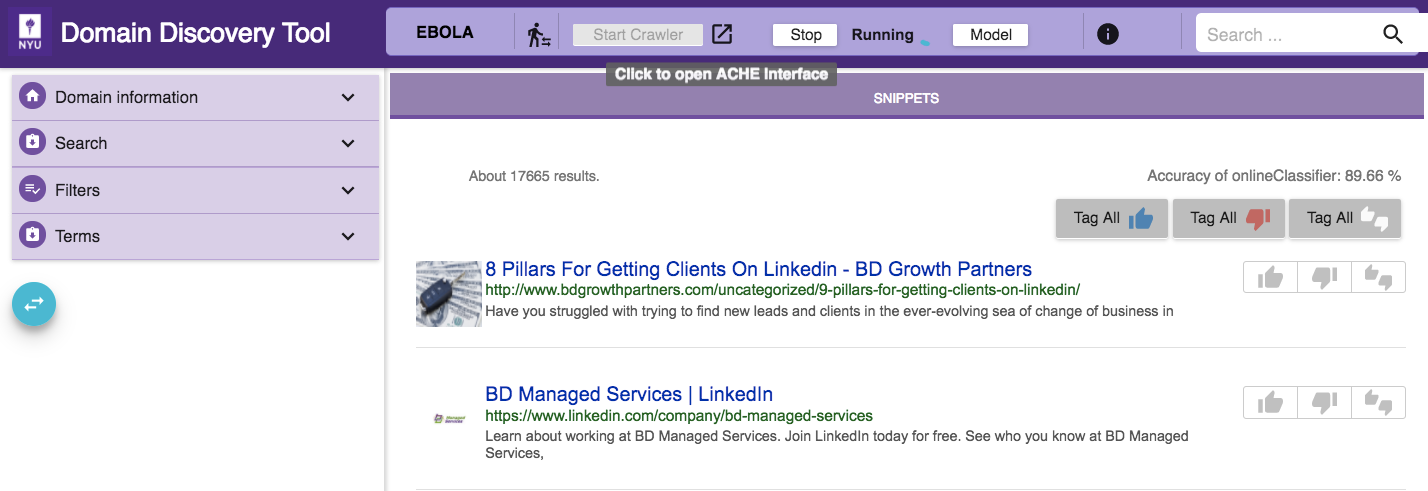 NYU
Domain Discovery Tool
EBOLA
Start Crawler
Stop
Running
Model
Search ...
Click to open ACHE Interface
Domain information
Search
Filters
Terms
SNIPPETS
About 17665 results.
Accuracy of onlineClassifier: 89.66 %
Tag All
Tag All
Tag All
8 Pillars For Getting Clients On Linkedin - BD Growth Partners
http://www.bdgrowthpartners.com/uncategorized/9-pillars-for-getting-clients-on-linkedin/
Have you struggled with trying to find new leads and clients in the ever-evolving sea of change of business in
BD Managed Services | LinkedIn
https://www.linkedin.com/company/bd-managed-services
Learn about working at BD Managed Services. Join LinkedIn today for free. See who you know at BD Managed
Services,